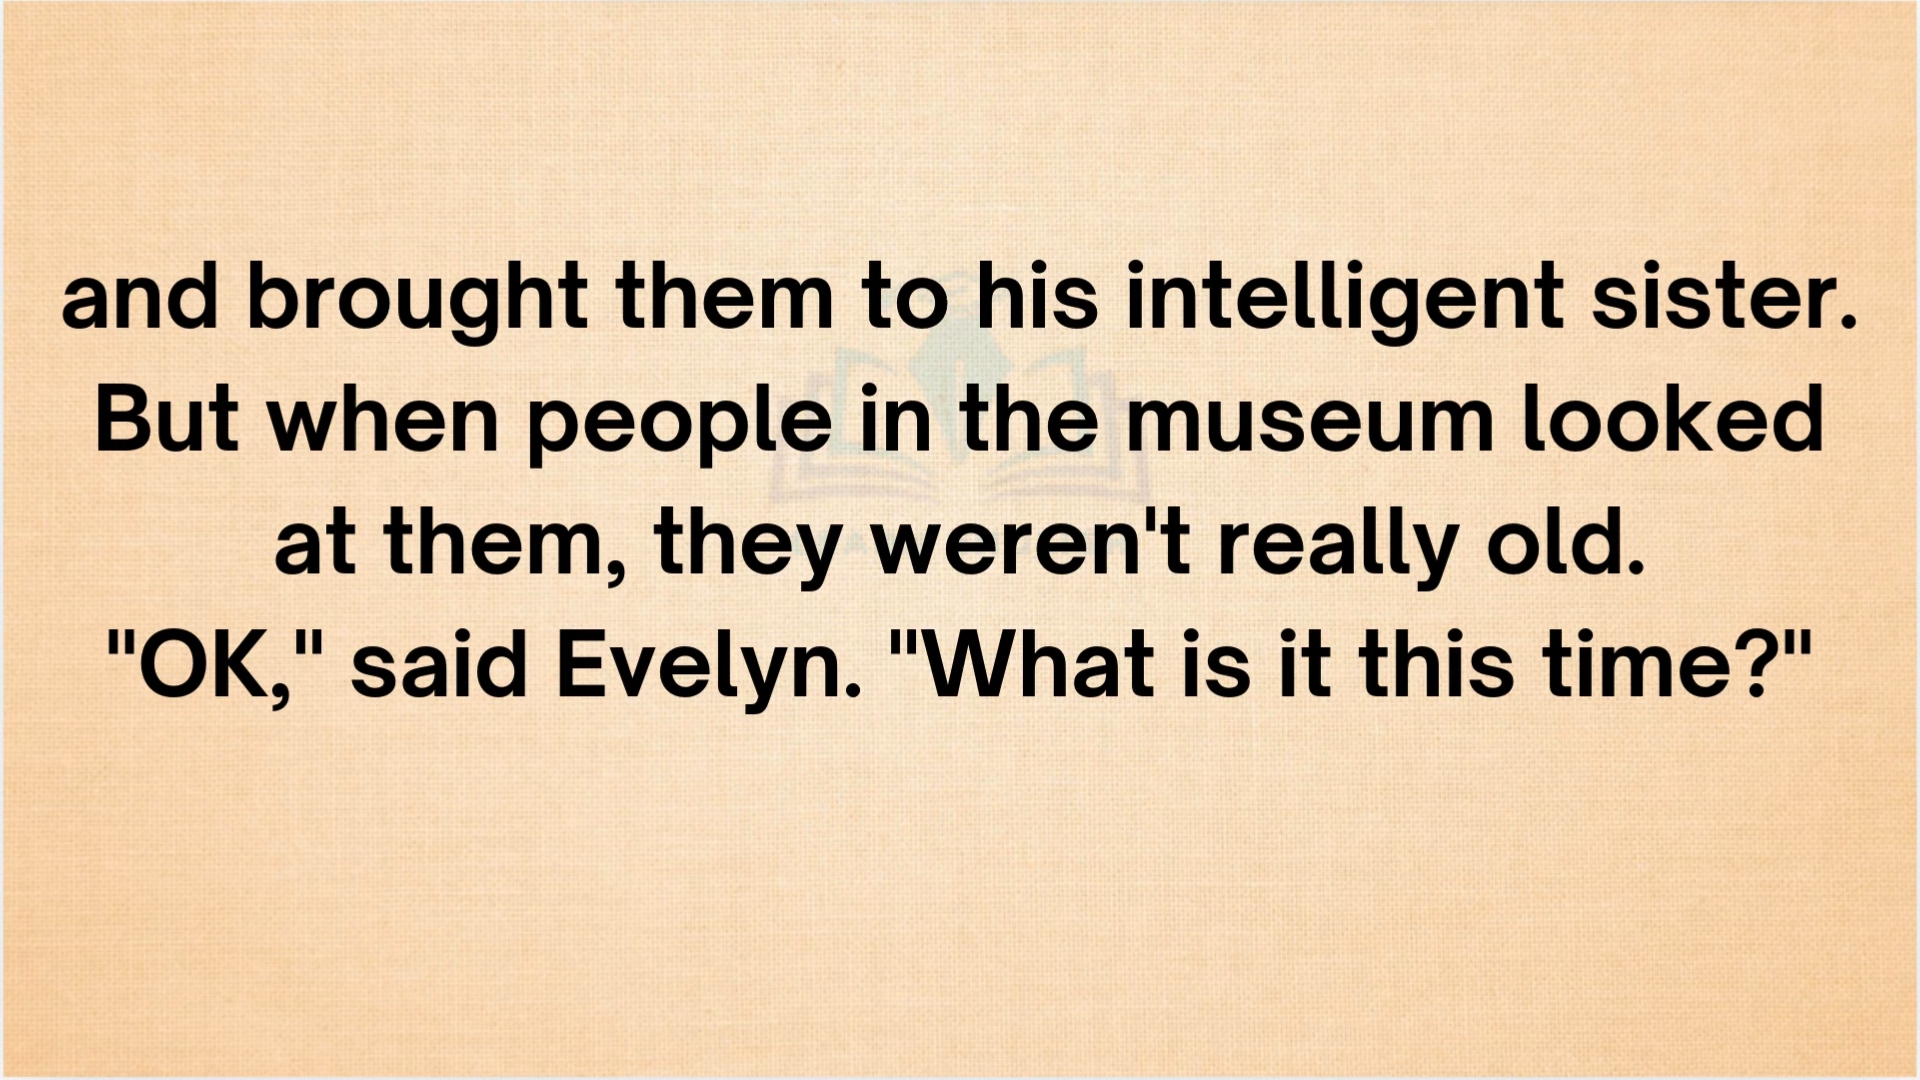 and brought them to his intelligent sister.
But when people in the museum looked
at them, they weren't really old.
"OK," said Evelyn. "What is it this time?"